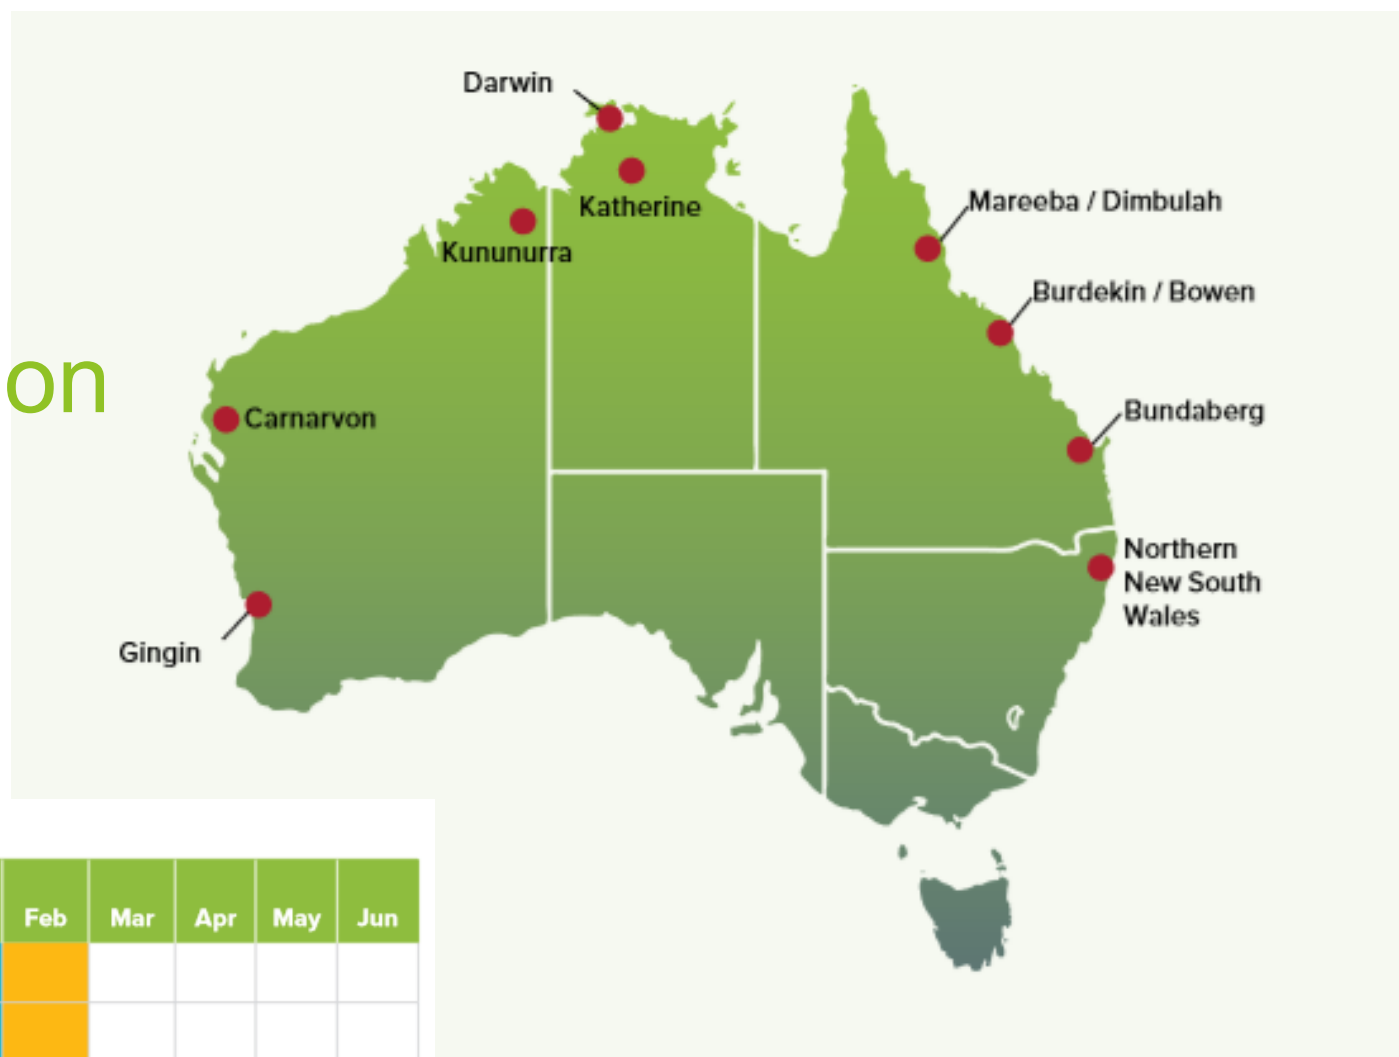 Darwin
Katherine
Kununurra
Mareeba / Dimbulah
Burdekin / Bowen
on
Carnarvon
Bundaberg
Northern
New South
Wales
Gingin
Feb Mar Apr May Jun